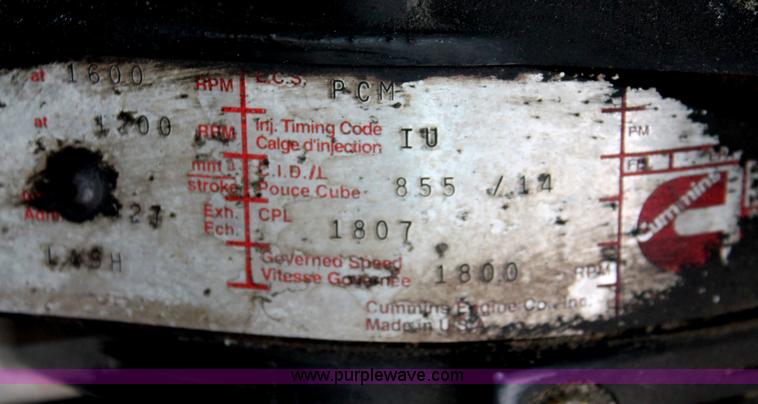 at 1600 RPM E.C.S. PCM
at RPM Inj. Timing Code IU PM
Calge d'injection
mm à C.I.D./L 855 / 14
stroke Pouce Cube
Exh. CPL 1807
Ech.
Cummins
Governed Speed 1800 RPM
Vitesse Governee
Cummins Engine Co., Inc.
Made in U.S.A.
www.purplewave.com